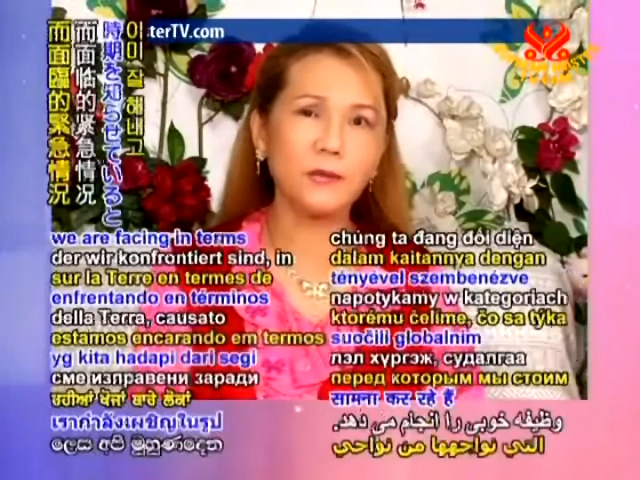 sterTV.com
이미 잘 해내고
時期を知らせていると
而面临的紧急情况
而面臨的緊急情況
we are facing in terms
der wir konfrontiert sind, in
sur la Terre en termes de
enfrentando en términos
della Terra, causato
estamos encarando em termos
yg kita hadapi dari segi
сме изправени заради
ਰਹੀਆਂ ਖੋਜਾਂ ਬਾਰੇ ਲੋਕਾਂ
เรากำลังเผชิญในรูป
ලෙස අපි මුහුණදෙන
chúng ta đang đối diện
dalam kaitannya dengan
tényével szembenézve
napotykamy w kategoriach
ktorému čelíme, čo sa týka
suočili globalnim
лэл хүргэж, судалгаа
перед которым мы стоим
सामना कर रहे हैं
وظیفه خوبی را انجام می دهد.
التي نواجهها من نواحي